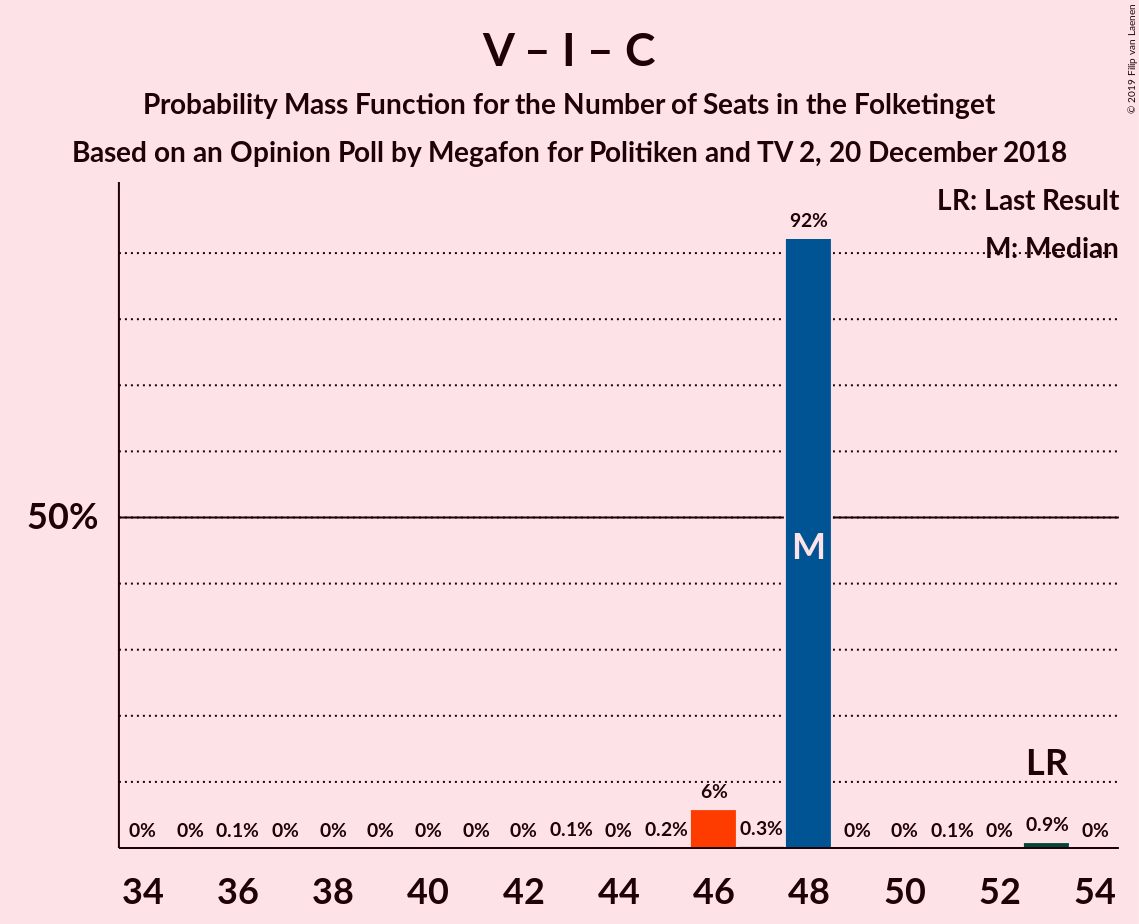 V – I – C
Probability Mass Function for the Number of Seats in the Folketinget
Based on an Opinion Poll by Megafon for Politiken and TV 2, 20 December 2018
© 2019 Filip van Laenen
LR: Last Result
M: Median
92%
50%
M
LR
6%
0% 0% 0.1% 0% 0% 0% 0% 0% 0% 0.1% 0% 0.2% 0.3% 0% 0% 0.1% 0% 0.9% 0%
34 36 38 40 42 44 46 48 50 52 54